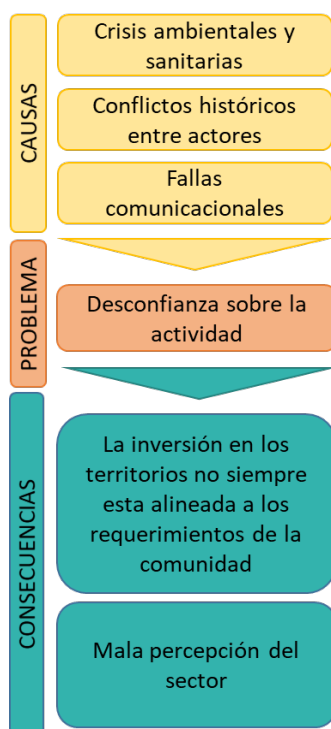 CAUSAS
Crisis ambientales y
sanitarias
Conflictos históricos
entre actores
Fallas
comunicacionales
PROBLEMA
Desconfianza sobre la
actividad
CONSECUENCIAS
La inversión en los
territorios no siempre
esta alineada a los
requerimientos de la
comunidad
Mala percepción del
sector